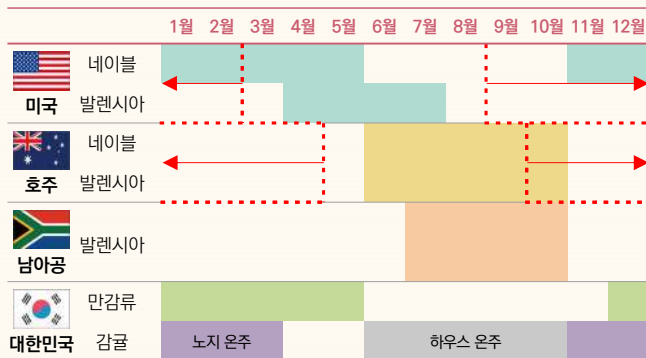 1월 2월 3월 4월 5월 6월 7월 8월 9월 10월 11월 12월
네이블
미국
발렌시아
네이블
호주
발렌시아
발렌시아
남아공
만감류
대한민국 감귤 노지 온주 하우스 온주